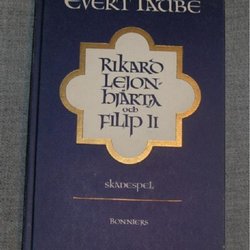 EVERT TAUBE
RIKARD
LEJON-
HJÄRTA
och
FILIP II
SKÅDESPEL
BONNIERS